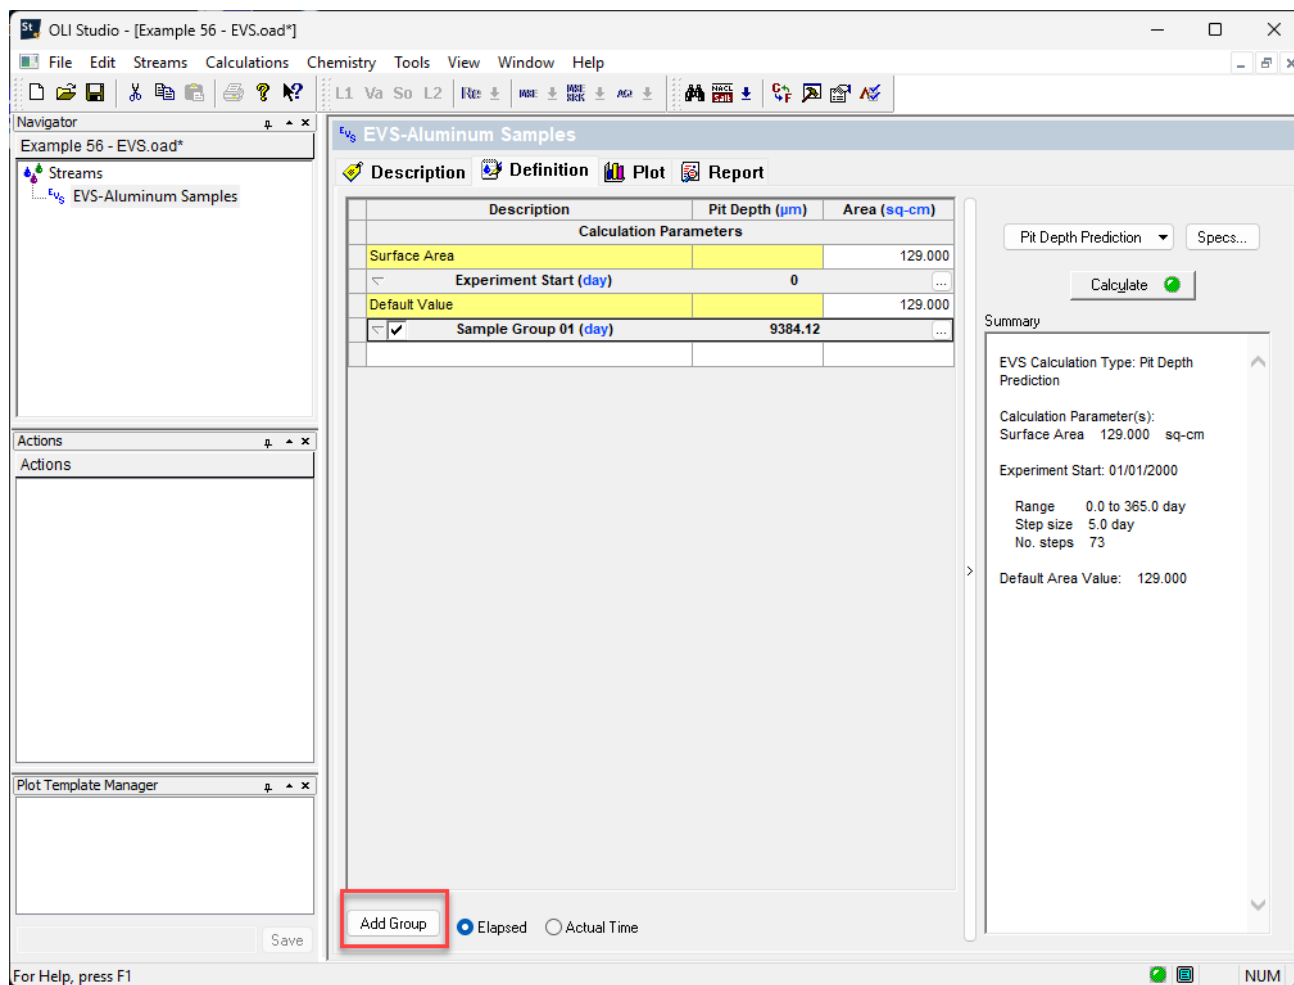 OLI Studio - [Example 56 - EVS.oad*]
File Edit Streams Calculations Chemistry Tools View Window Help
L1 Va So L2
Navigator
Example 56 - EVS.oad*
Streams
EVS EVS-Aluminum Samples
Actions
Actions
Plot Template Manager
Save
EVS EVS-Aluminum Samples
Description Definition Plot Report
Description Pit Depth (µm) Area (sq-cm)
Calculation Parameters
Surface Area 129.000
Experiment Start (day) 0 ...
Default Value 129.000
Sample Group 01 (day) 9384.12 ...
Add Group Elapsed Actual Time
Pit Depth Prediction Specs...
Calculate
Summary
EVS Calculation Type: Pit Depth
Prediction
Calculation Parameter(s):
Surface Area 129.000 sq-cm
Experiment Start: 01/01/2000
Range 0.0 to 365.0 day
Step size 5.0 day
No. steps 73
Default Area Value: 129.000
For Help, press F1
NUM